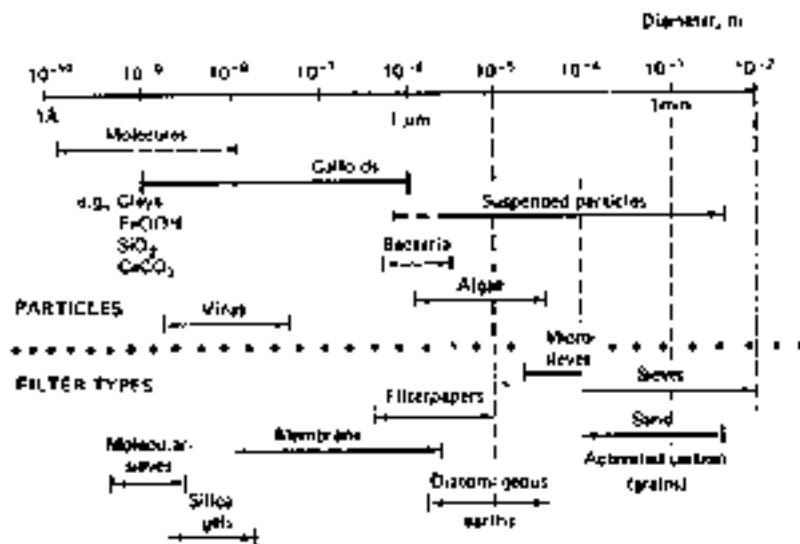 Diameter, m
10⁻¹⁰ 10⁻⁹ 10⁻⁸ 10⁻⁷ 10⁻⁶ 10⁻⁵ 10⁻⁴ 10⁻³ 10⁻²
1Å 1 μm 1mm
Molecules
Colloids
e.g., Clays
FeOOH
SiO₂
CaCO₃
Suspended particles
Bacteria
Algae
PARTICLES
Virus
Micro-
sieves
FILTER TYPES
Sieves
Filterpapers
Membrane
Sand
Molecular-
sieves
Activated carbon
(grains)
Silica
gels
Diatomaceous
earths